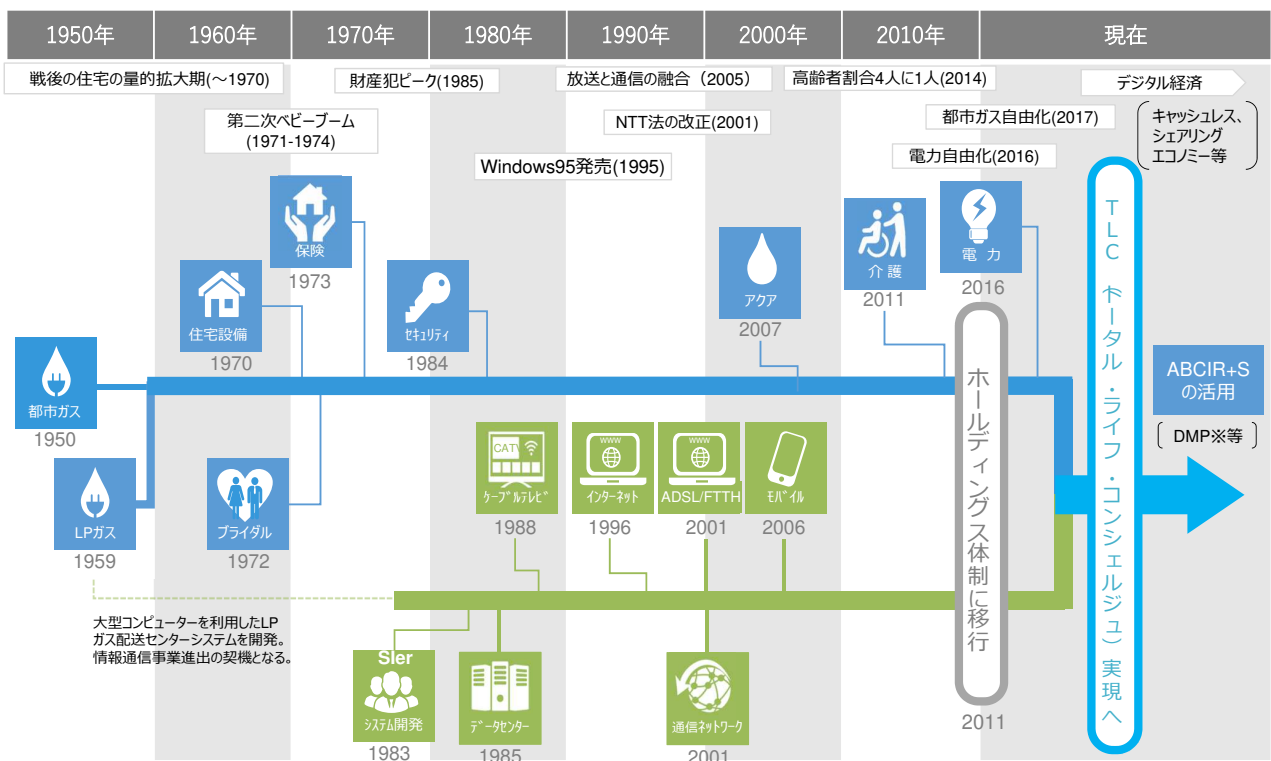 1950年
1960年
1970年
1980年
1990年
2000年
2010年
現在
戦後の住宅の量的拡大期(～1970)
財産犯ピーク(1985)
放送と通信の融合（2005）
高齢者割合4人に1人(2014)
デジタル経済
第二次ベビーブーム
(1971-1974)
NTT法の改正(2001)
都市ガス自由化(2017)
キャッシュレス、
シェアリング
エコノミー等
Windows95発売(1995)
電力自由化(2016)
保険
1973
住宅設備
1970
セキュリティ
1984
アクア
2007
介護
2011
電力
2016
都市ガス
1950
LPガス
1959
ブライダル
1972
CATV
ケーブルテレビ
1988
www
インターネット
1996
www
ADSL/FTTH
2001
モバイル
2006
ホールディングス体制に移行
2011
TLC（トータル・ライフ・コンシェルジュ）実現へ
ABCIR+S
の活用
DMP※等
大型コンピューターを利用したLP
ガス配送センターシステムを開発。
情報通信事業進出の契機となる。
SIer
システム開発
1983
データセンター
1985
通信ネットワーク
2001